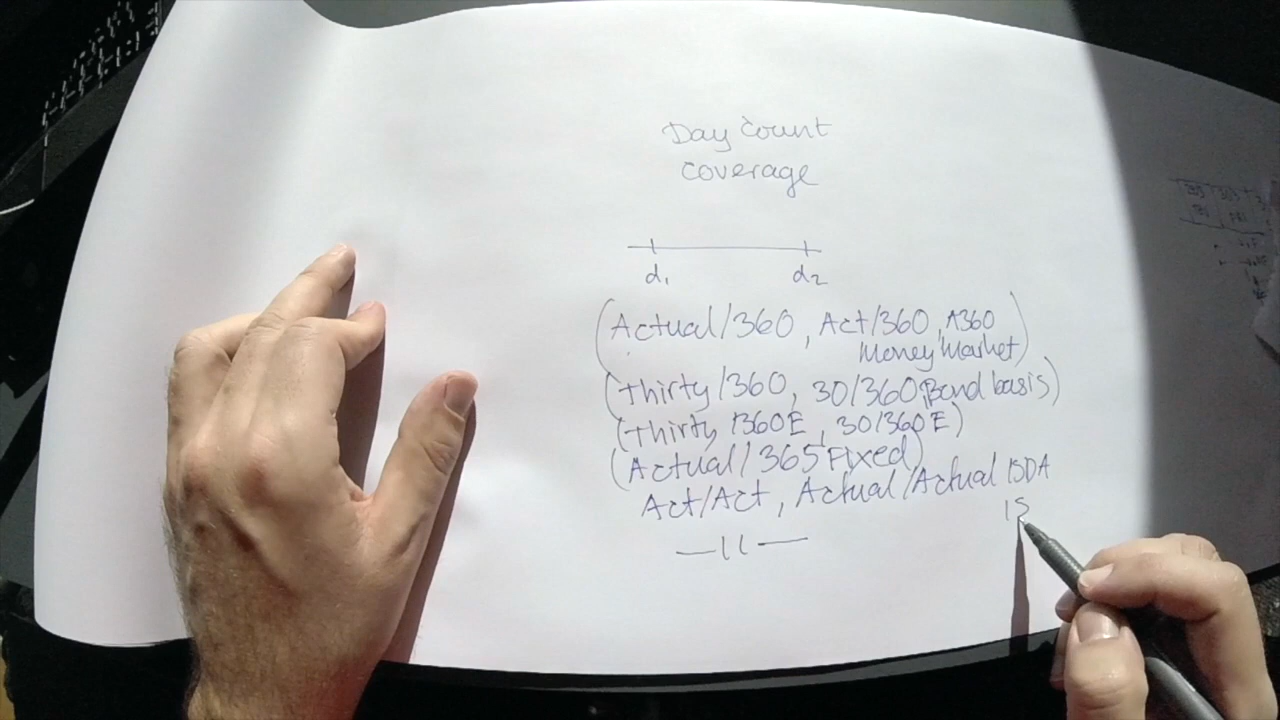 Day Count
Coverage
d1 d2
(Actual/360, Act/360, A360
Money Market)
(Thirty/360, 30/360, Bond basis)
(Thirty/360E, 30/360E)
(Actual/365 Fixed)
Act/Act, Actual/Actual ISDA
—11— IS